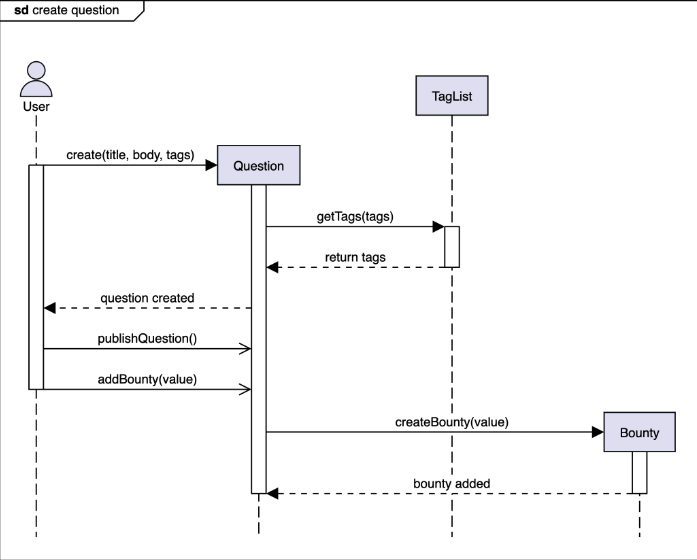 sd create question
User
TagList
create(title, body, tags)
Question
getTags(tags)
return tags
question created
publishQuestion()
addBounty(value)
createBounty(value)
Bounty
bounty added